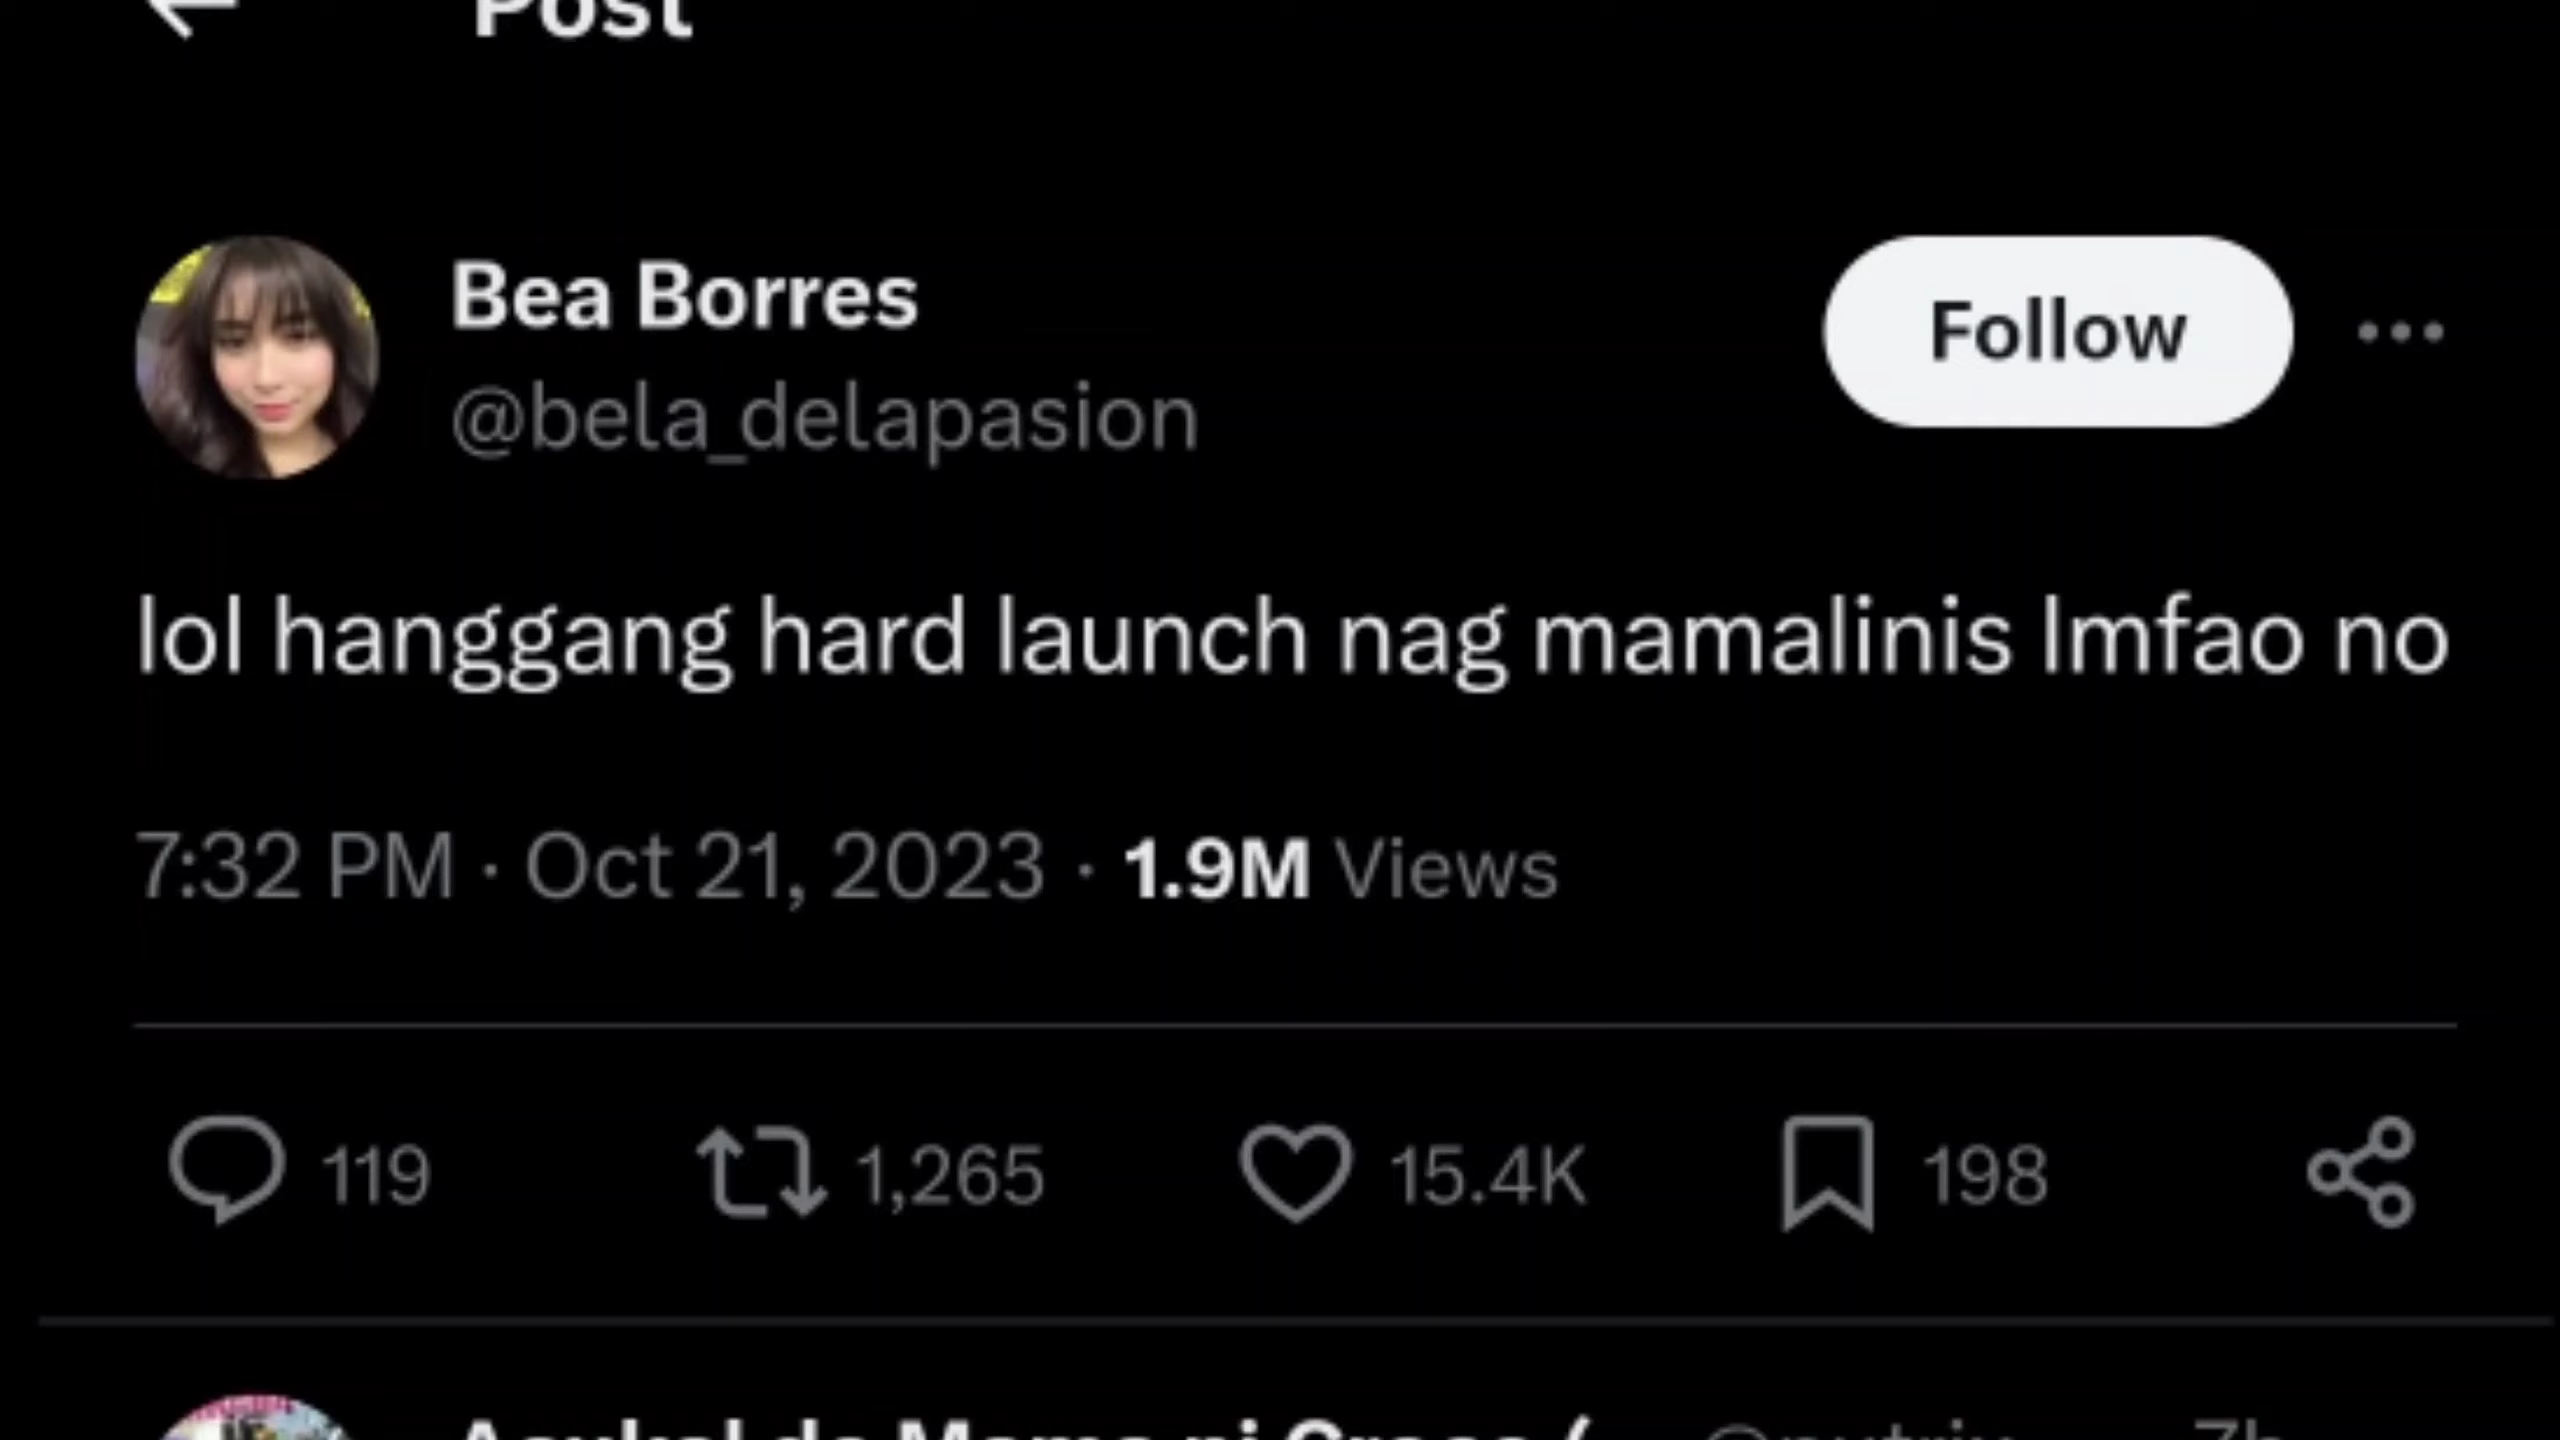 Post
Bea Borres
@bela_delapasion
Follow
lol hanggang hard launch nag mamalinis lmfao no
7:32 PM · Oct 21, 2023 · 1.9M Views
119 1,265 15.4K 198